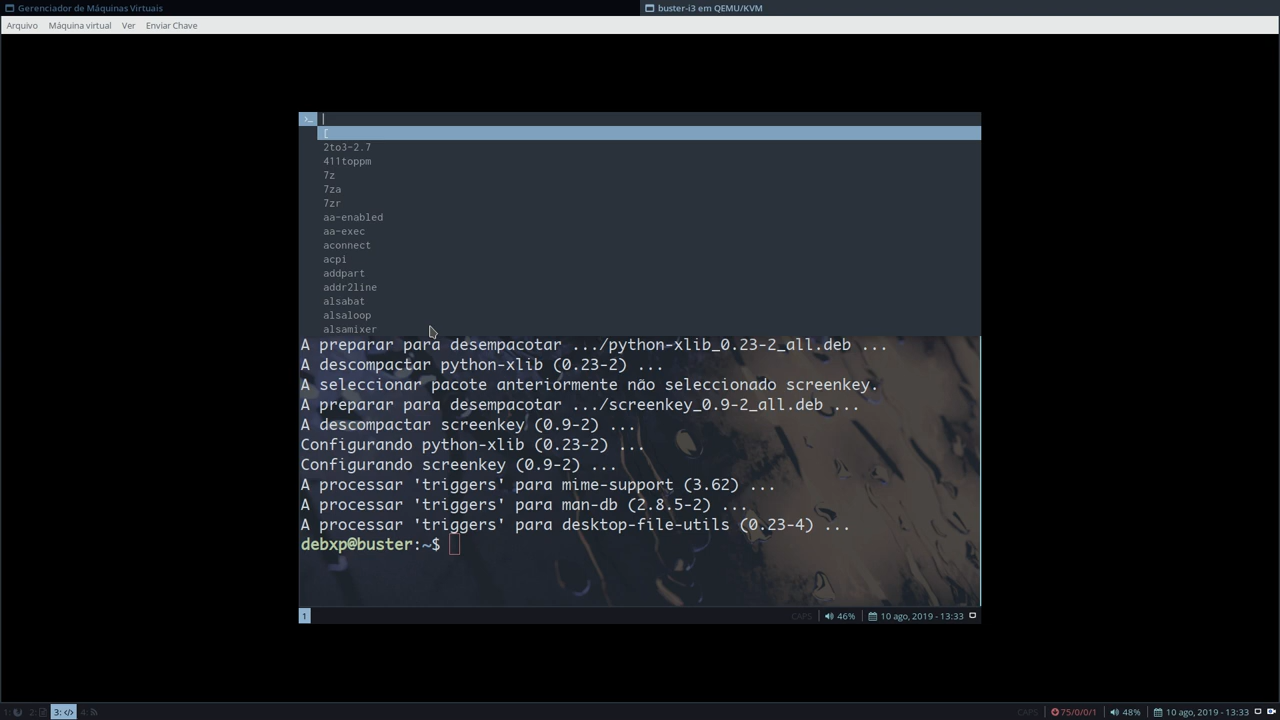 Gerenciador de Máquinas Virtuais
buster-i3 em QEMU/KVM
Arquivo Máquina virtual Ver Enviar Chave
>_
[
2to3-2.7
411toppm
7z
7za
7zr
aa-enabled
aa-exec
aconnect
acpi
addpart
addr2line
alsabat
alsaloop
alsamixer
A preparar para desempacotar .../python-xlib_0.23-2_all.deb ...
A descompactar python-xlib (0.23-2) ...
A seleccionar pacote anteriormente não seleccionado screenkey.
A preparar para desempacotar .../screenkey_0.9-2_all.deb ...
A descompactar screenkey (0.9-2) ...
Configurando python-xlib (0.23-2) ...
Configurando screenkey (0.9-2) ...
A processar 'triggers' para mime-support (3.62) ...
A processar 'triggers' para man-db (2.8.5-2) ...
A processar 'triggers' para desktop-file-utils (0.23-4) ...
debxp@buster:~$
1 CAPS 46% 10 ago, 2019 - 13:33
1: 2: 3: </> 4: CAPS 75/0/0/1 48% 10 ago, 2019 - 13:33